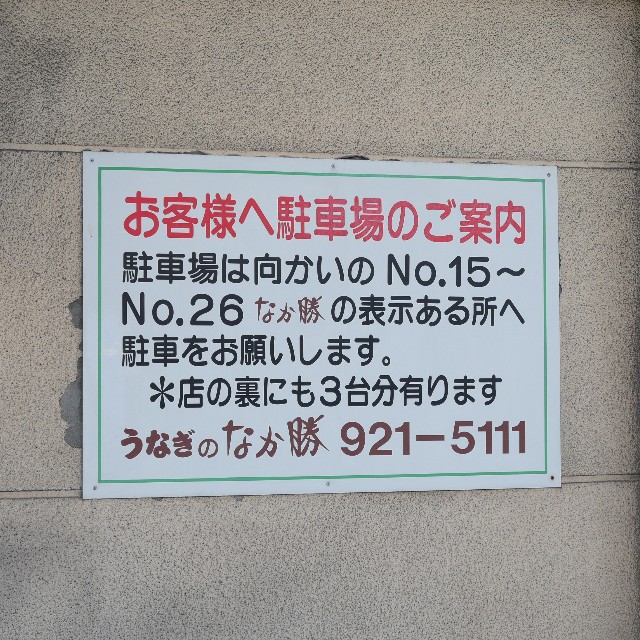 お客様へ駐車場のご案内
駐車場は向かいの No.15～
No.26 なか勝 の表示ある所へ
駐車をお願いします。
＊店の裏にも3台分有ります
うなぎの なか勝 921-5111